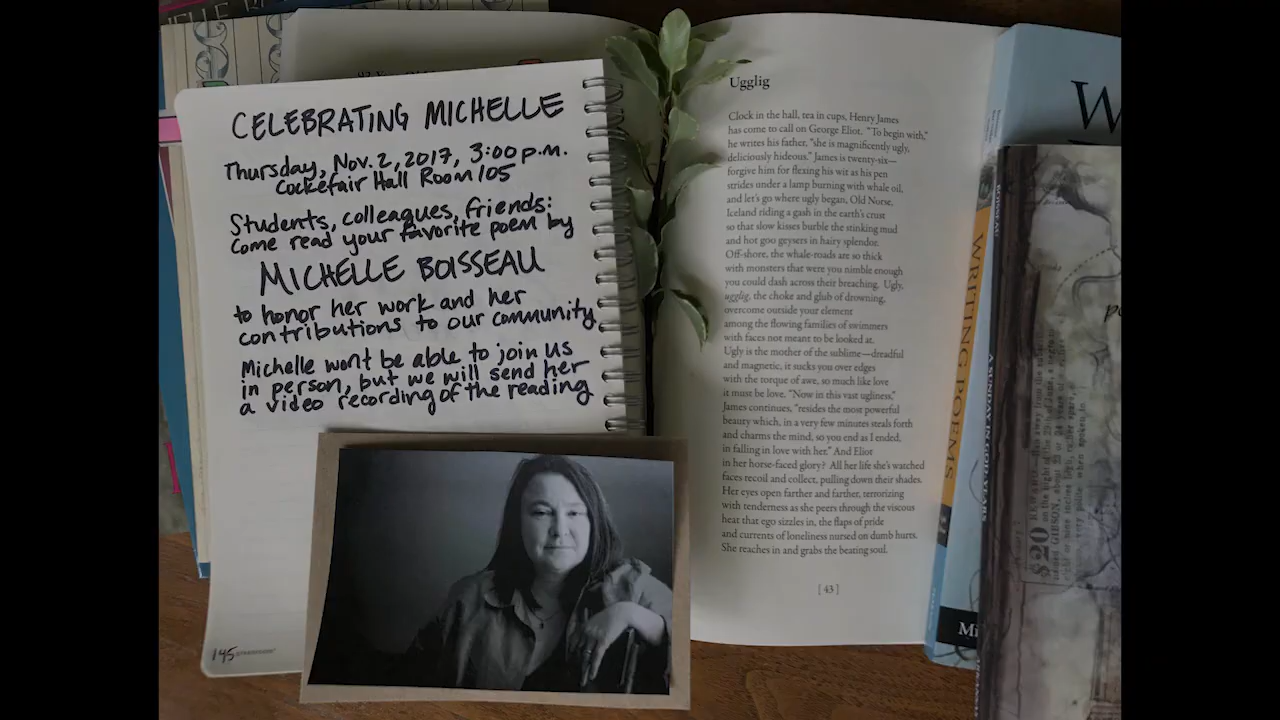 CELEBRATING MICHELLE
Thursday, Nov. 2, 2017, 3:00 p.m.
Cockefair Hall Room 105
Students, colleagues, friends:
Come read your favorite poem by
MICHELLE BOISSEAU
to honor her work and her
contributions to our community
Michelle won't be able to join us
in person, but we will send her
a video recording of the reading
145
Ugglig
Clock in the hall, tea in cups, Henry James
has come to call on George Eliot. "To begin with,"
he writes his father, "she is magnificently ugly,
deliciously hideous." James is twenty-six—
forgive him for flexing his wit as his pen
strides under a lamp burning with whale oil,
and let's go where ugly began, Old Norse,
Iceland riding a gash in the earth's crust
so that slow kisses burble the stinking mud
and hot goo geysers in hairy splendor.
Off-shore, the whale-roads are so thick
with monsters that were you nimble enough
you could dash across their breaching. Ugly,
ugglig, the choke and glub of drowning,
overcome outside your element
among the flowing families of swimmers
with faces not meant to be looked at.
Ugly is the mother of the sublime—dreadful
and magnetic, it sucks you over edges
with the torque of awe, so much like love
it must be love. "Now in this vast ugliness,"
James continues, "resides the most powerful
beauty which, in a very few minutes steals forth
and charms the mind, so you end as I ended,
in falling in love with her." And Eliot
in her horse-faced glory? All her life she's watched
faces recoil and collect, pulling down their shades.
Her eyes open farther and farther, terrorizing
with tenderness as she peers through the viscous
heat that ego sizzles in, the flaps of pride
and currents of loneliness nursed on dumb hurts.
She reaches in and grabs the beating soul.
[ 43 ]
W
BOISSEAU
WRITING POEMS
A SUNDAY IN GOD-YEARS
Mi
po
$20